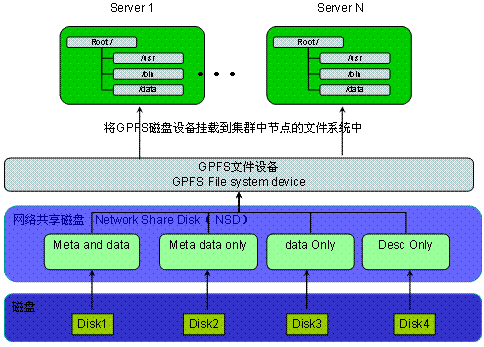 Server 1
Server N
Root /
/usr
/bin
/data
Root /
/usr
/bin
/data
将GPFS磁盘设备挂载到集群中节点的文件系统中
GPFS文件设备
GPFS File system device
网络共享磁盘 Network Share Disk（NSD）
Meta and data
Meta data only
data Only
Desc Only
磁盘
Disk1
Disk2
Disk3
Disk4